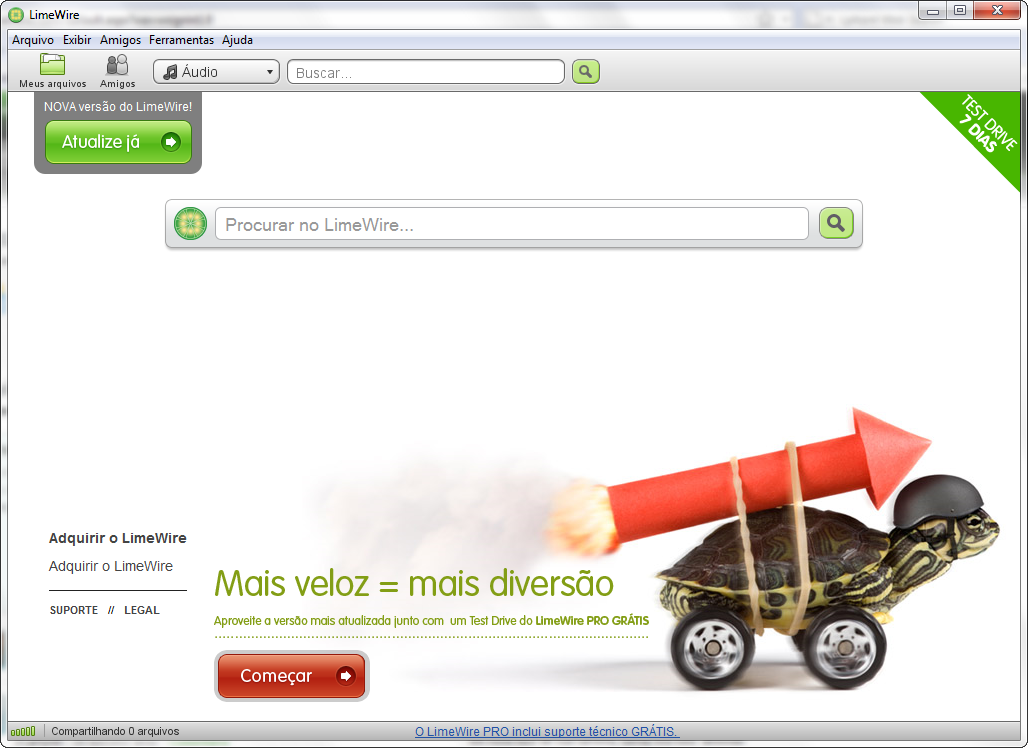 LimeWire
Arquivo Exibir Amigos Ferramentas Ajuda
Meus arquivos
Amigos
Áudio
Buscar...
NOVA versão do LimeWire!
Atualize já
TEST DRIVE
7 DIAS
Procurar no LimeWire...
Adquirir o LimeWire
Adquirir o LimeWire
SUPORTE // LEGAL
Mais veloz = mais diversão
Aproveite a versão mais atualizada junto com um Test Drive do LimeWire PRO GRÁTIS
Começar
Compartilhando 0 arquivos
O LimeWire PRO inclui suporte técnico GRÁTIS.